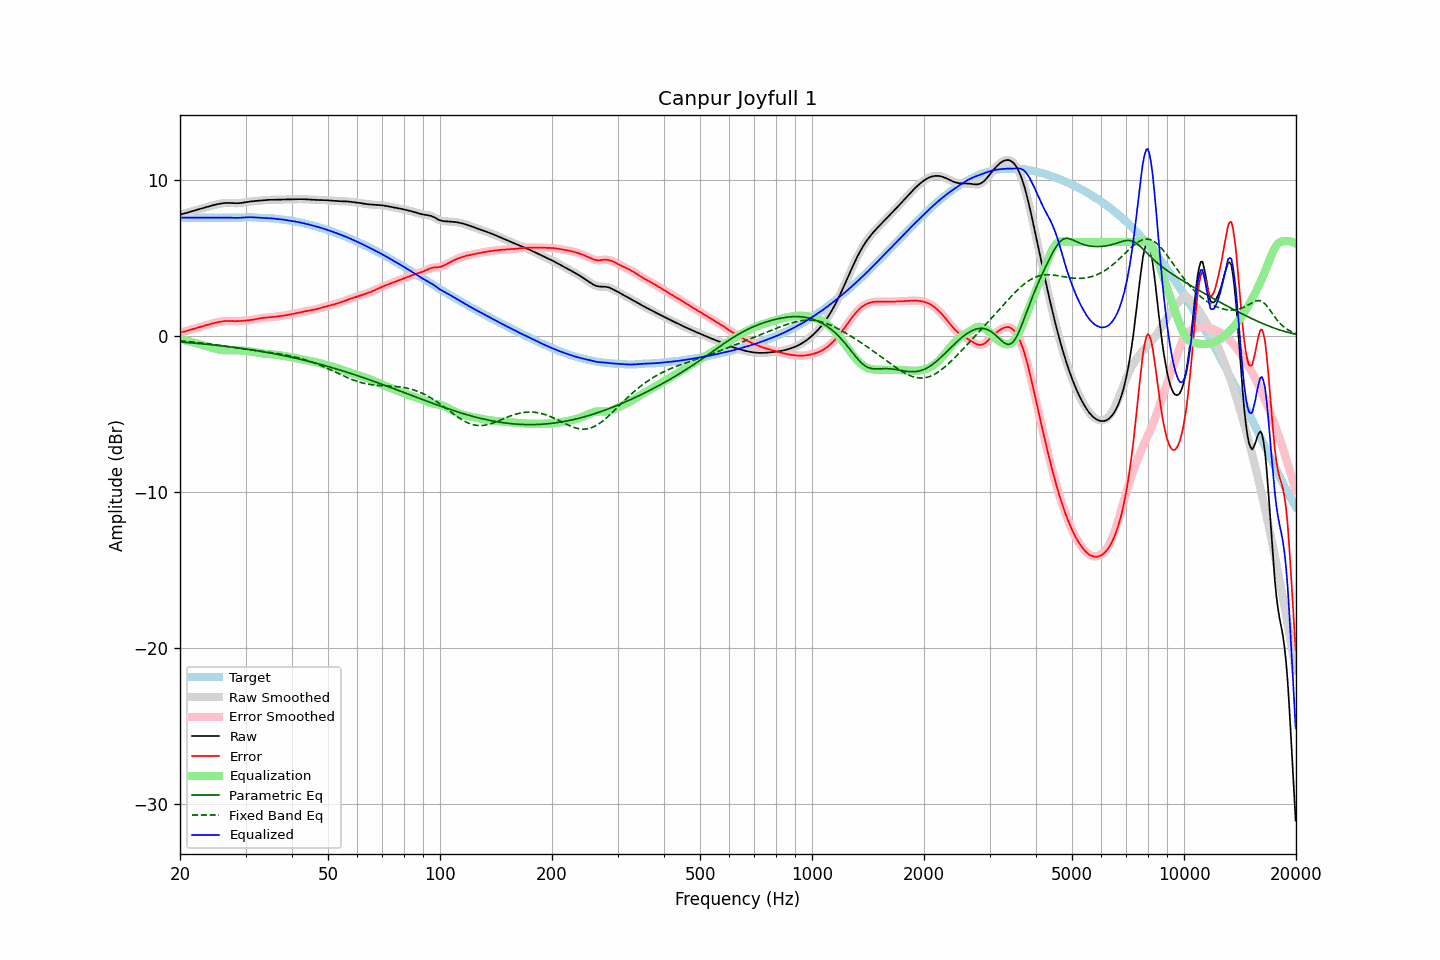 Canpur Joyfull 1
Amplitude (dBr)
10
0
−10
−20
−30
Target
Raw Smoothed
Error Smoothed
Raw
Error
Equalization
Parametric Eq
Fixed Band Eq
Equalized
20 50 100 200 500 1000 2000 5000 10000 20000
Frequency (Hz)